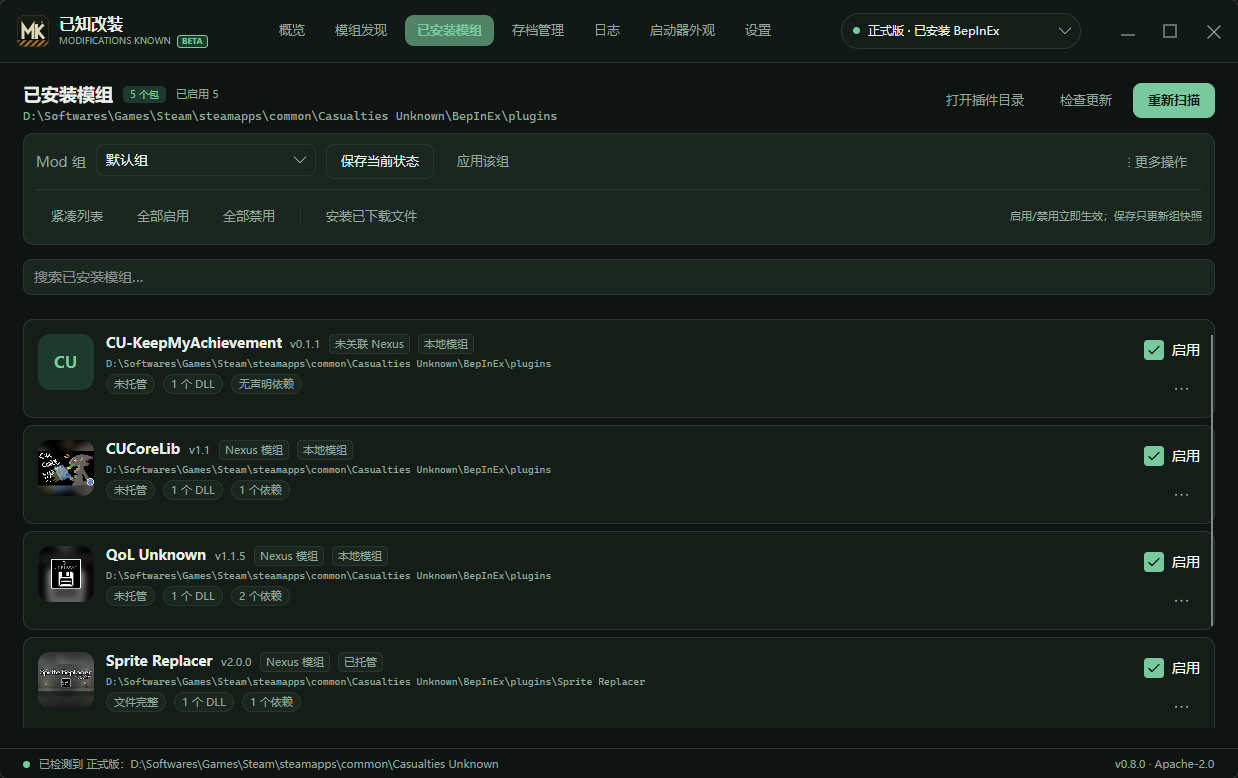 MK 已知改装
MODIFICATIONS KNOWN BETA
概览 模组发现 已安装模组 存档管理 日志 启动器外观 设置
正式版 · 已安装 BepInEx
已安装模组 5 个包 已启用 5
D:\Softwares\Games\Steam\steamapps\common\Casualties Unknown\BepInEx\plugins
打开插件目录 检查更新 重新扫描
Mod 组 默认组 保存当前状态 应用该组 ⋮更多操作
紧凑列表 全部启用 全部禁用 安装已下载文件 启用/禁用立即生效；保存只更新组快照
搜索已安装模组...
CU CU-KeepMyAchievement v0.1.1 未关联 Nexus 本地模组
D:\Softwares\Games\Steam\steamapps\common\Casualties Unknown\BepInEx\plugins
未托管 1 个 DLL 无声明依赖
启用
...
CUCoreLib v1.1 Nexus 模组 本地模组
D:\Softwares\Games\Steam\steamapps\common\Casualties Unknown\BepInEx\plugins
未托管 1 个 DLL 1 个依赖
启用
...
QoL Unknown v1.1.5 Nexus 模组 本地模组
D:\Softwares\Games\Steam\steamapps\common\Casualties Unknown\BepInEx\plugins
未托管 1 个 DLL 2 个依赖
启用
...
Sprite Replacer
Sprite Replacer v2.0.0 Nexus 模组 已托管
D:\Softwares\Games\Steam\steamapps\common\Casualties Unknown\BepInEx\plugins\Sprite Replacer
文件完整 1 个 DLL 1 个依赖
启用
...
已检测到 正式版：D:\Softwares\Games\Steam\steamapps\common\Casualties Unknown
v0.8.0 · Apache-2.0